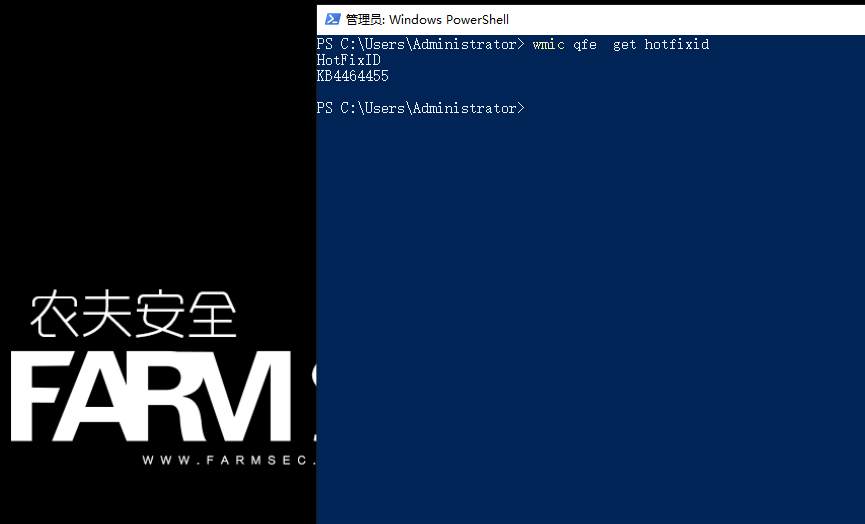 管理员: Windows PowerShell
PS C:\Users\Administrator> wmic qfe  get hotfixid
HotFixID
KB4464455
PS C:\Users\Administrator>
农夫安全
FARM
WWW.FARMSEC.